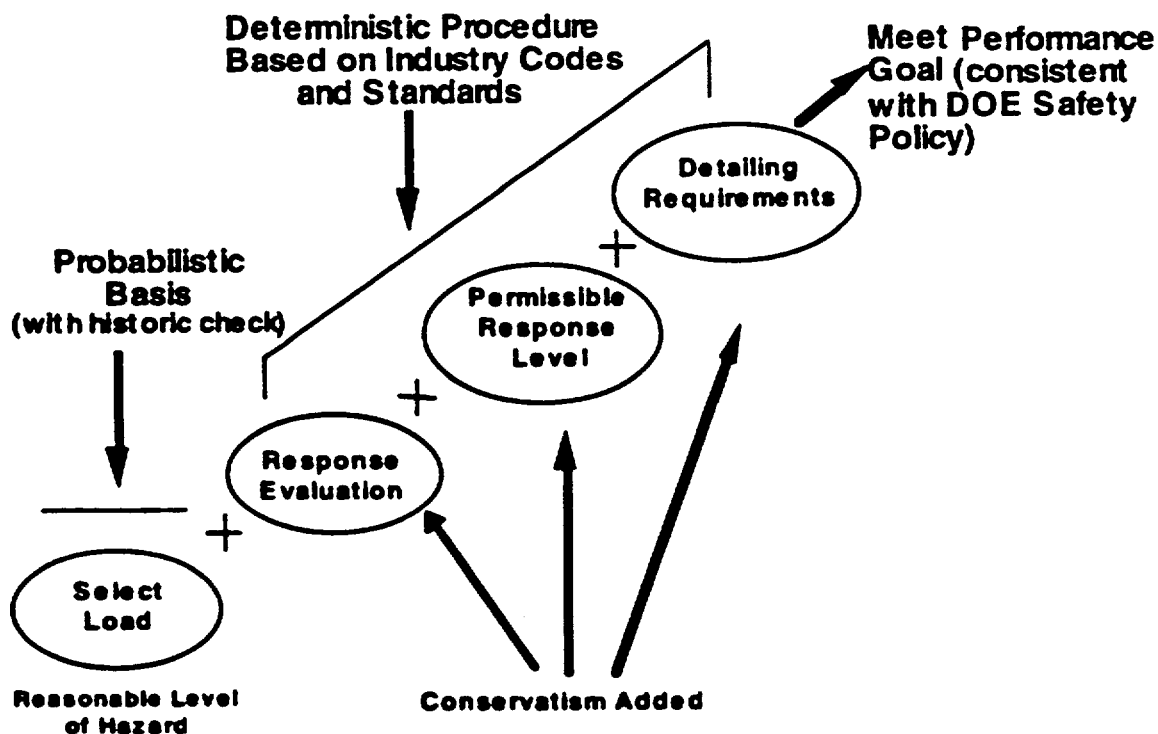 Deterministic Procedure
Based on Industry Codes
and Standards
Meet Performance
Goal (consistent
with DOE Safety
Policy)
Detailing
Requirements
+
Probabilistic
Basis
(with historic check)
Permissible
Response
Level
+
Response
Evaluation
+
Select
Load
Reasonable Level
of Hazard
Conservatism Added